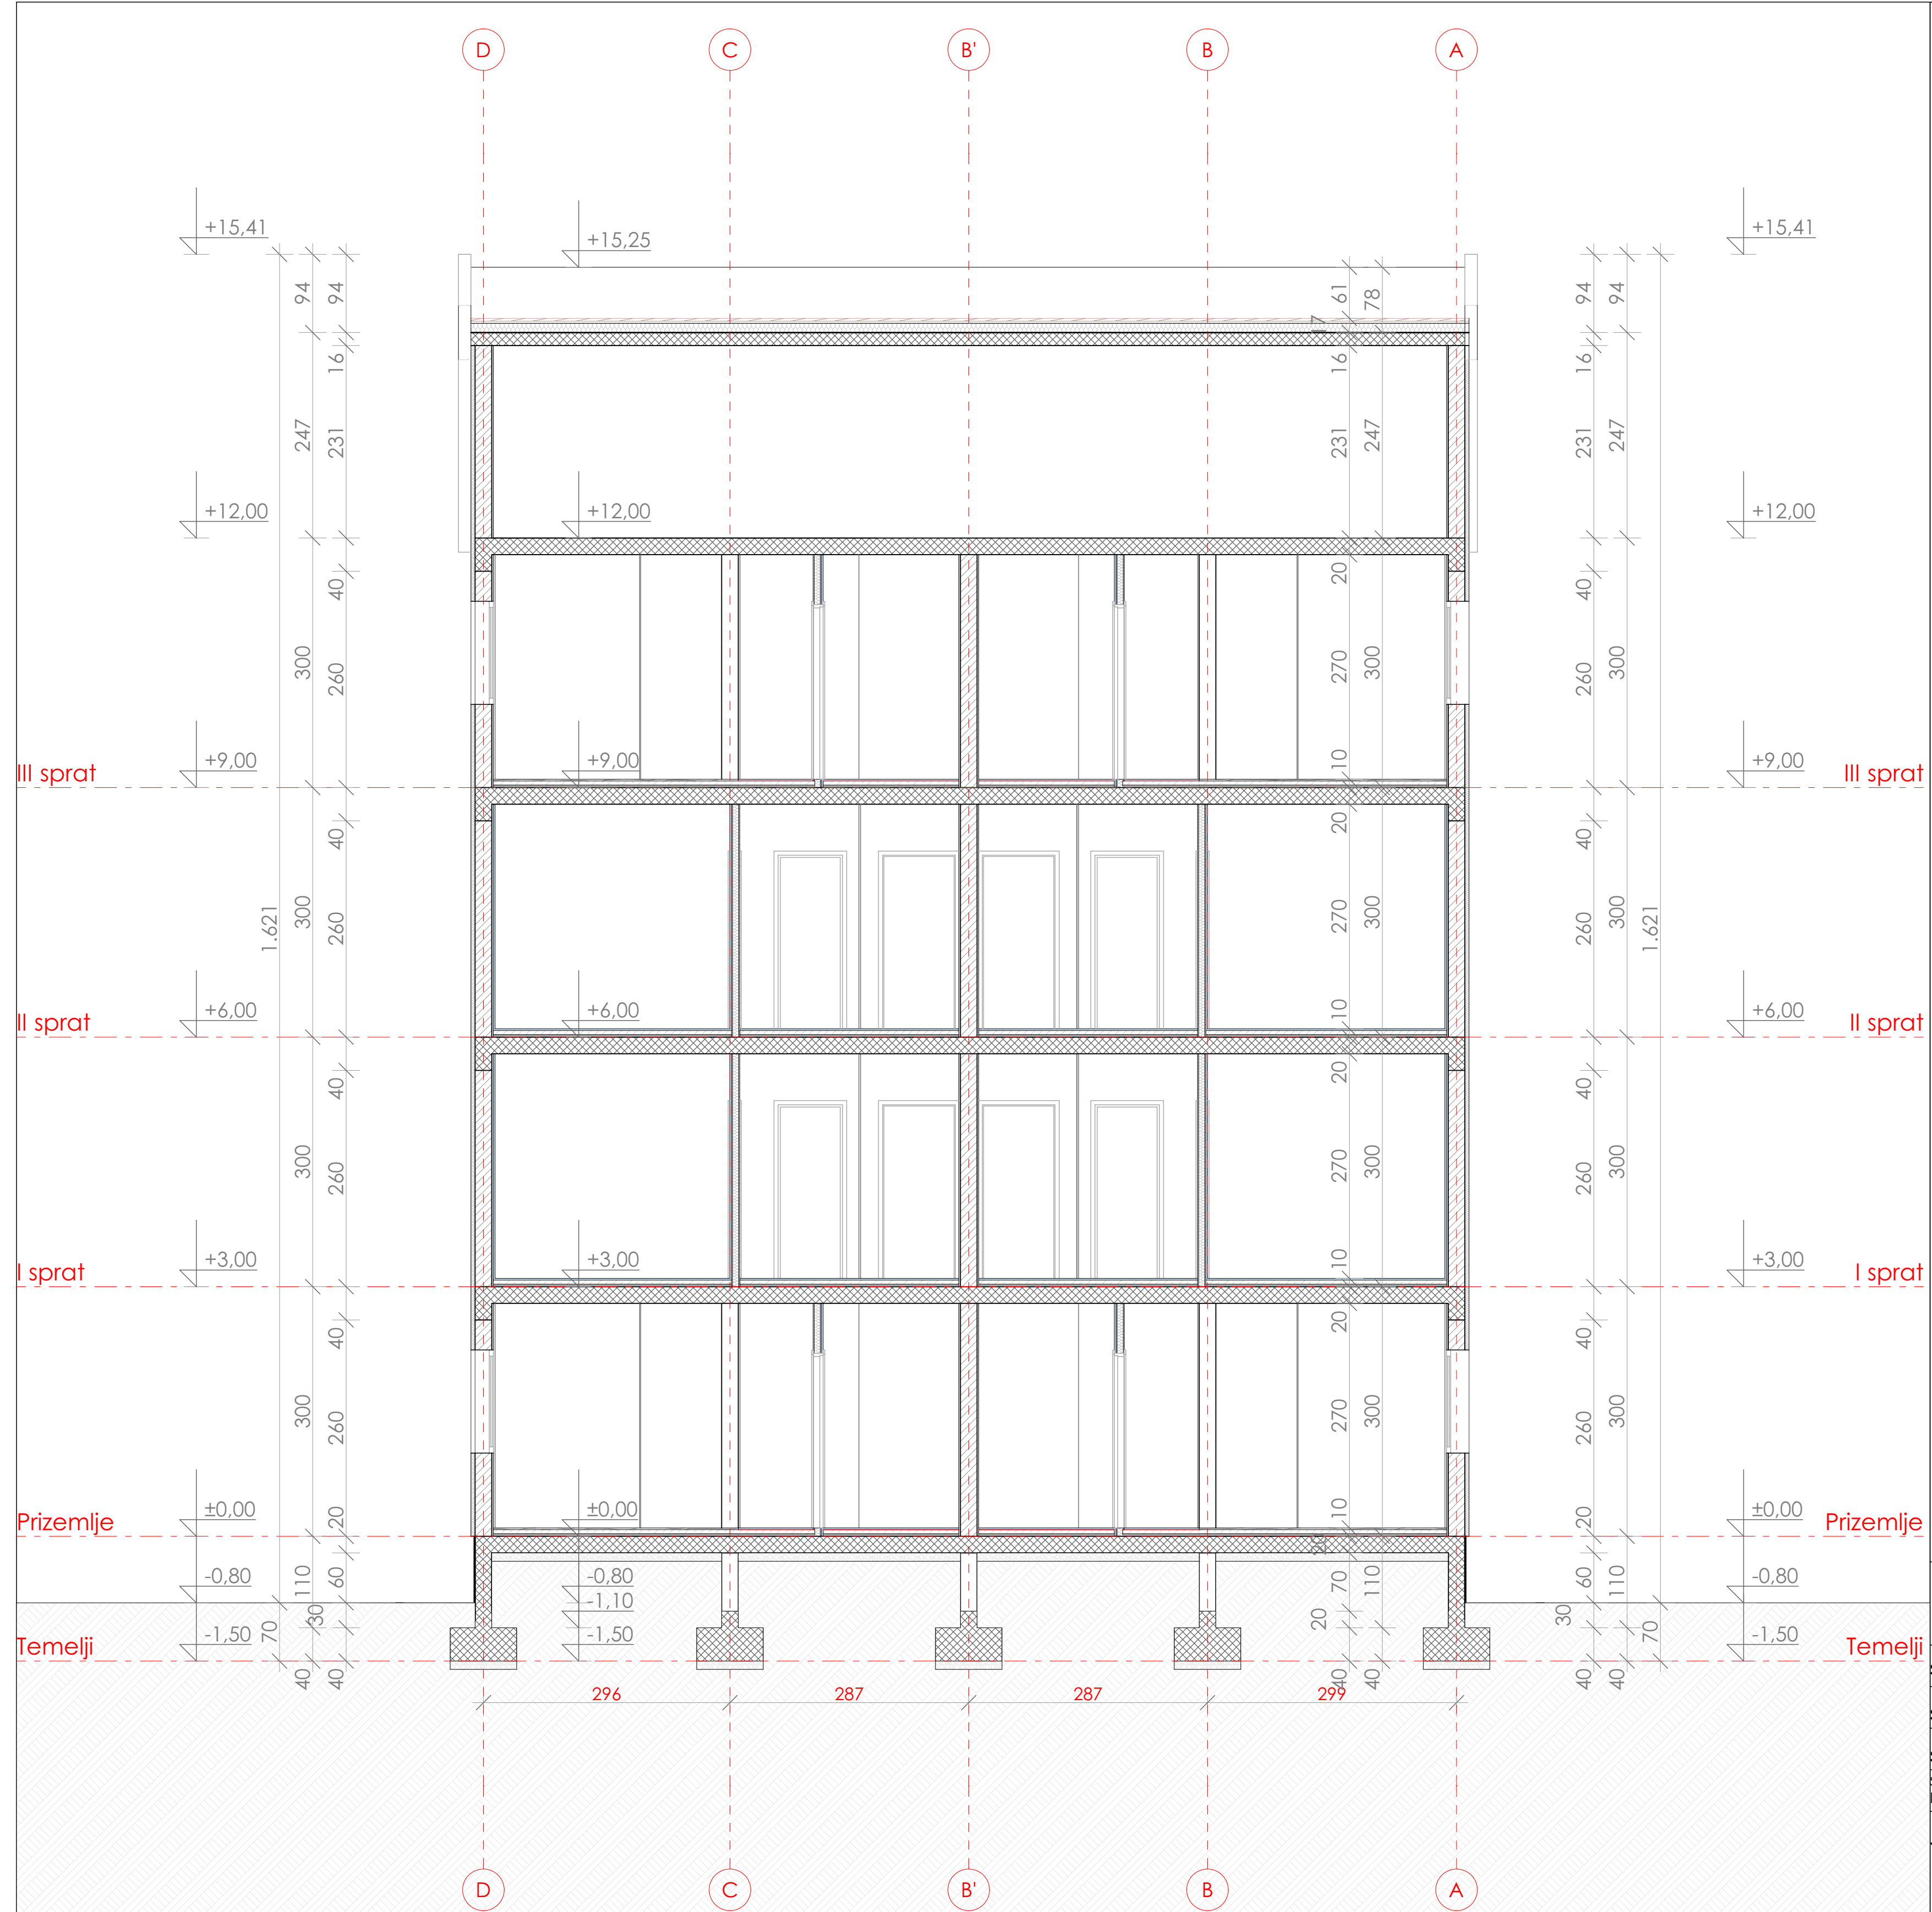 D C B' B A
+15,41 +15,25 +15,41
94 94 61 78 94 94
17
16 16 16
247 231 231 247 231 247
+12,00 +12,00 +12,00
40 20 40
300 260 270 300 260 300
III sprat +9,00 +9,00 10 +9,00 III sprat
40 20 40
1.621 300 260 270 300 260 300 1.621
II sprat +6,00 +6,00 10 +6,00 II sprat
40 20 40
300 260 270 300 260 300
I sprat +3,00 +3,00 10 +3,00 I sprat
40 20 40
300 260 270 300 260 300
Prizemlje ±0,00 20 ±0,00 10 20 ±0,00 Prizemlje
20
-0,80 110 60 -0,80 70 110 60 110 -0,80
-1,10
30 20 30
Temelji -1,50 70 -1,50 70 -1,50 Temelji
40 40 40 40 40 40
296 287 287 299
D C B' B A